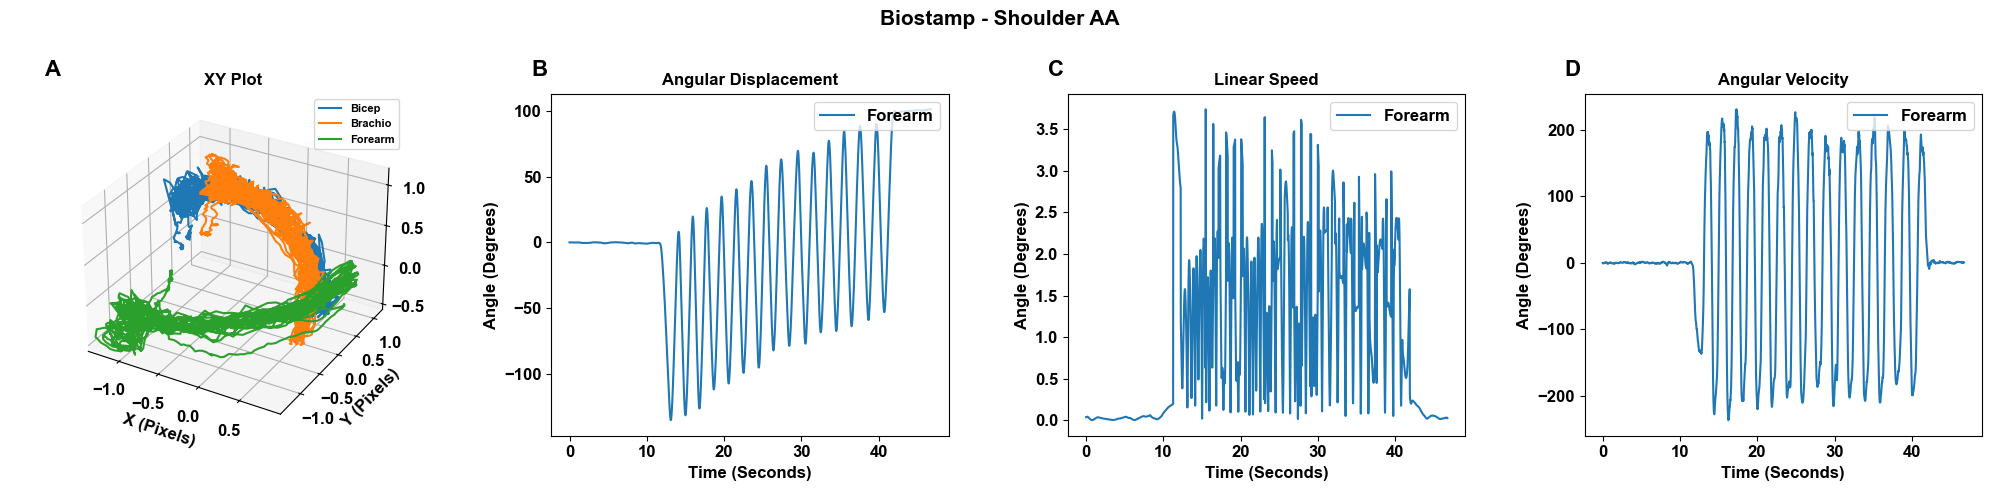 Biostamp - Shoulder AA
A
XY Plot
Bicep
Brachio
Forearm
1.0
0.5
0.0
−0.5
1.0
0.5
0.0
−0.5
−1.0
Y (Pixels)
−1.0
−0.5
0.0
0.5
X (Pixels)
B
Angular Displacement
Forearm
100
50
0
−50
−100
Angle (Degrees)
0 10 20 30 40
Time (Seconds)
C
Linear Speed
Forearm
3.5
3.0
2.5
2.0
1.5
1.0
0.5
0.0
Angle (Degrees)
0 10 20 30 40
Time (Seconds)
D
Angular Velocity
Forearm
200
100
0
−100
−200
Angle (Degrees)
0 10 20 30 40
Time (Seconds)